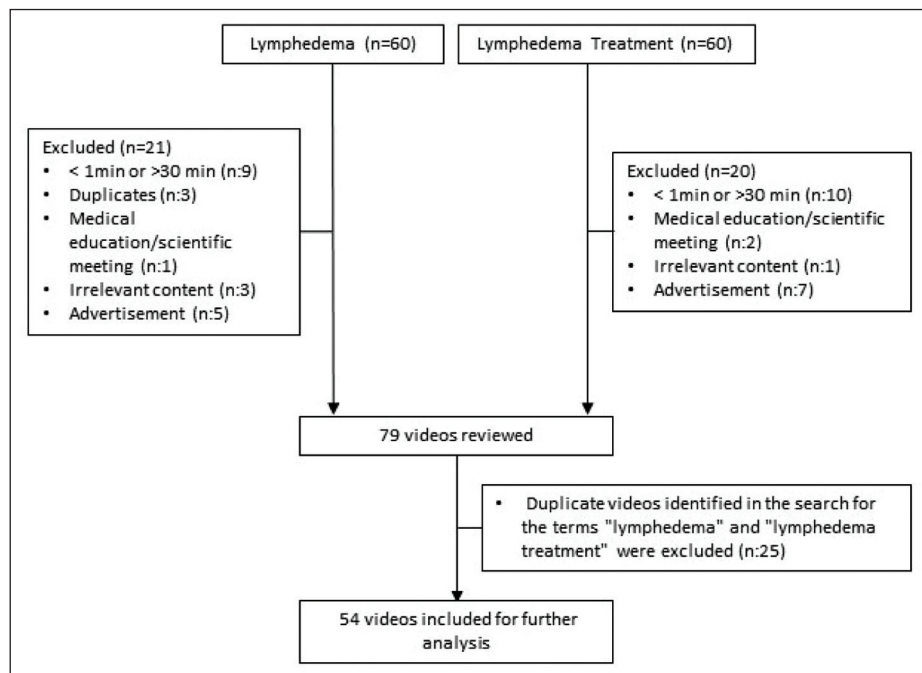 Lymphedema (n=60)
Lymphedema Treatment (n=60)
Excluded (n=21)
• < 1min or >30 min (n:9)
• Duplicates (n:3)
• Medical
education/scientific
meeting (n:1)
• Irrelevant content (n:3)
• Advertisement (n:5)
Excluded (n=20)
• < 1min or >30 min (n:10)
• Medical education/scientific
meeting (n:2)
• Irrelevant content (n:1)
• Advertisement (n:7)
79 videos reviewed
• Duplicate videos identified in the search for
the terms "lymphedema" and "lymphedema
treatment" were excluded (n:25)
54 videos included for further
analysis